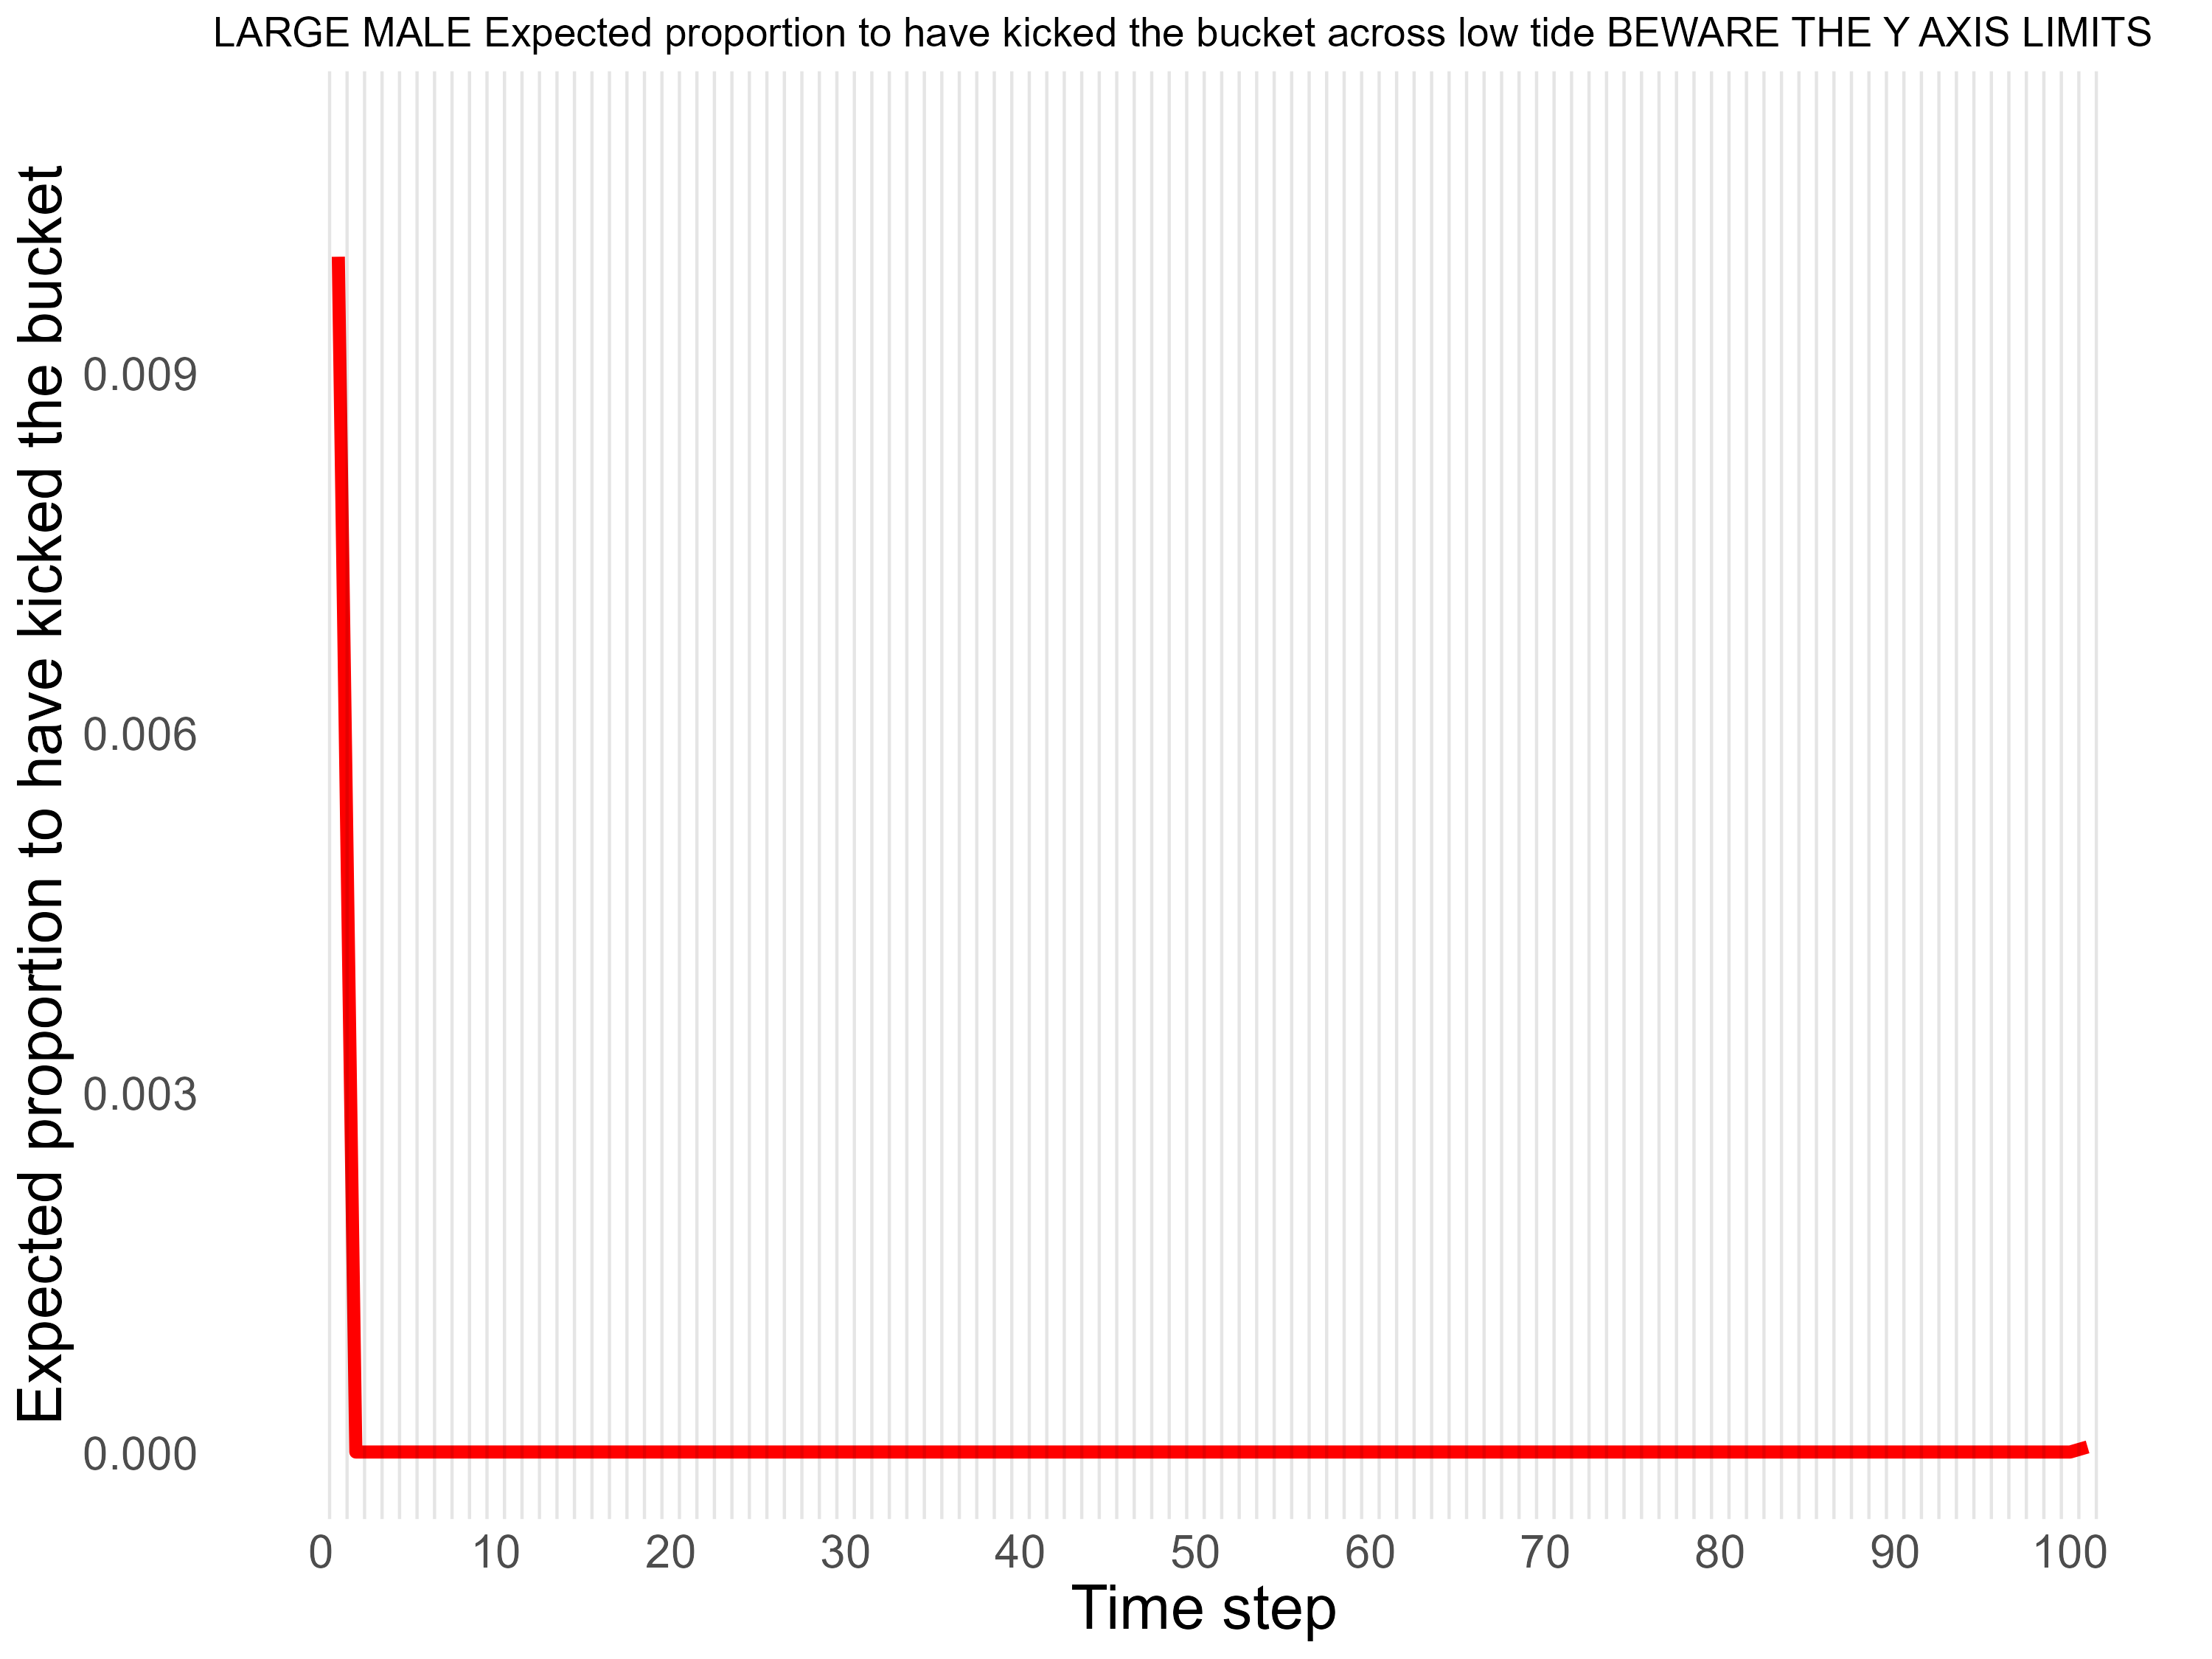 LARGE MALE Expected proportion to have kicked the bucket across low tide BEWARE THE Y AXIS LIMITS
Expected proportion to have kicked the bucket
0.009
0.006
0.003
0.000
0 10 20 30 40 50 60 70 80 90 100
Time step